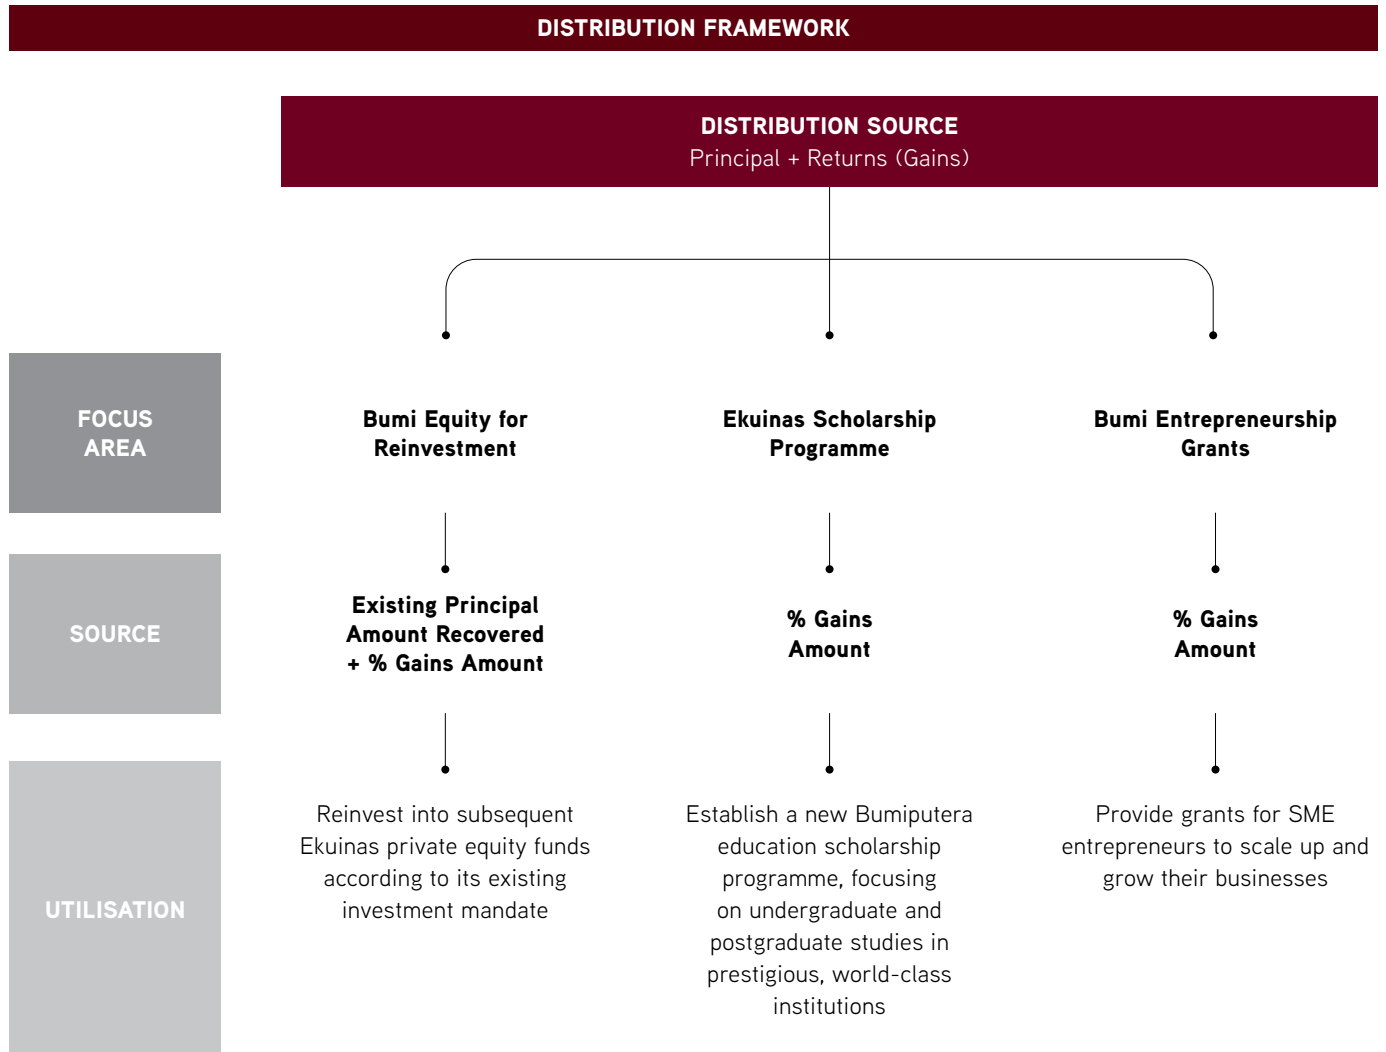 DISTRIBUTION FRAMEWORK
DISTRIBUTION SOURCE
Principal + Returns (Gains)
FOCUS
AREA
Bumi Equity for
Reinvestment
Ekuinas Scholarship
Programme
Bumi Entrepreneurship
Grants
SOURCE
Existing Principal
Amount Recovered
+ % Gains Amount
% Gains
Amount
% Gains
Amount
UTILISATION
Reinvest into subsequent
Ekuinas private equity funds
according to its existing
investment mandate
Establish a new Bumiputera
education scholarship
programme, focusing
on undergraduate and
postgraduate studies in
prestigious, world-class
institutions
Provide grants for SME
entrepreneurs to scale up and
grow their businesses